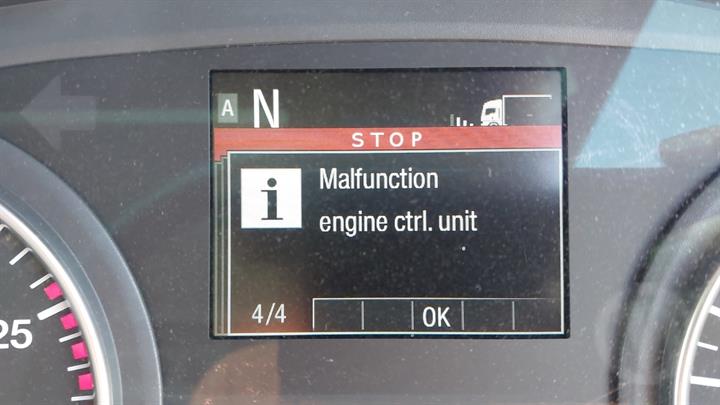 A N
STOP
i Malfunction
engine ctrl. unit
4/4 OK
25